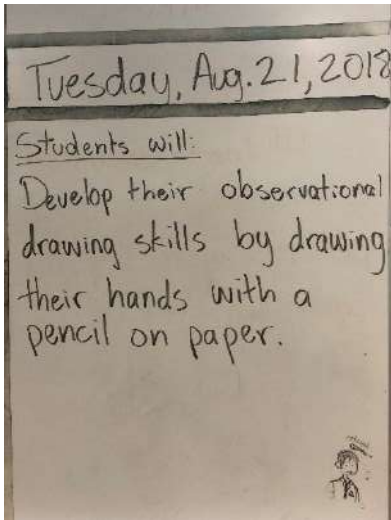 Tuesday, Aug. 21, 2018
Students will:
Develop their observational
drawing skills by drawing
their hands with a
pencil on paper.